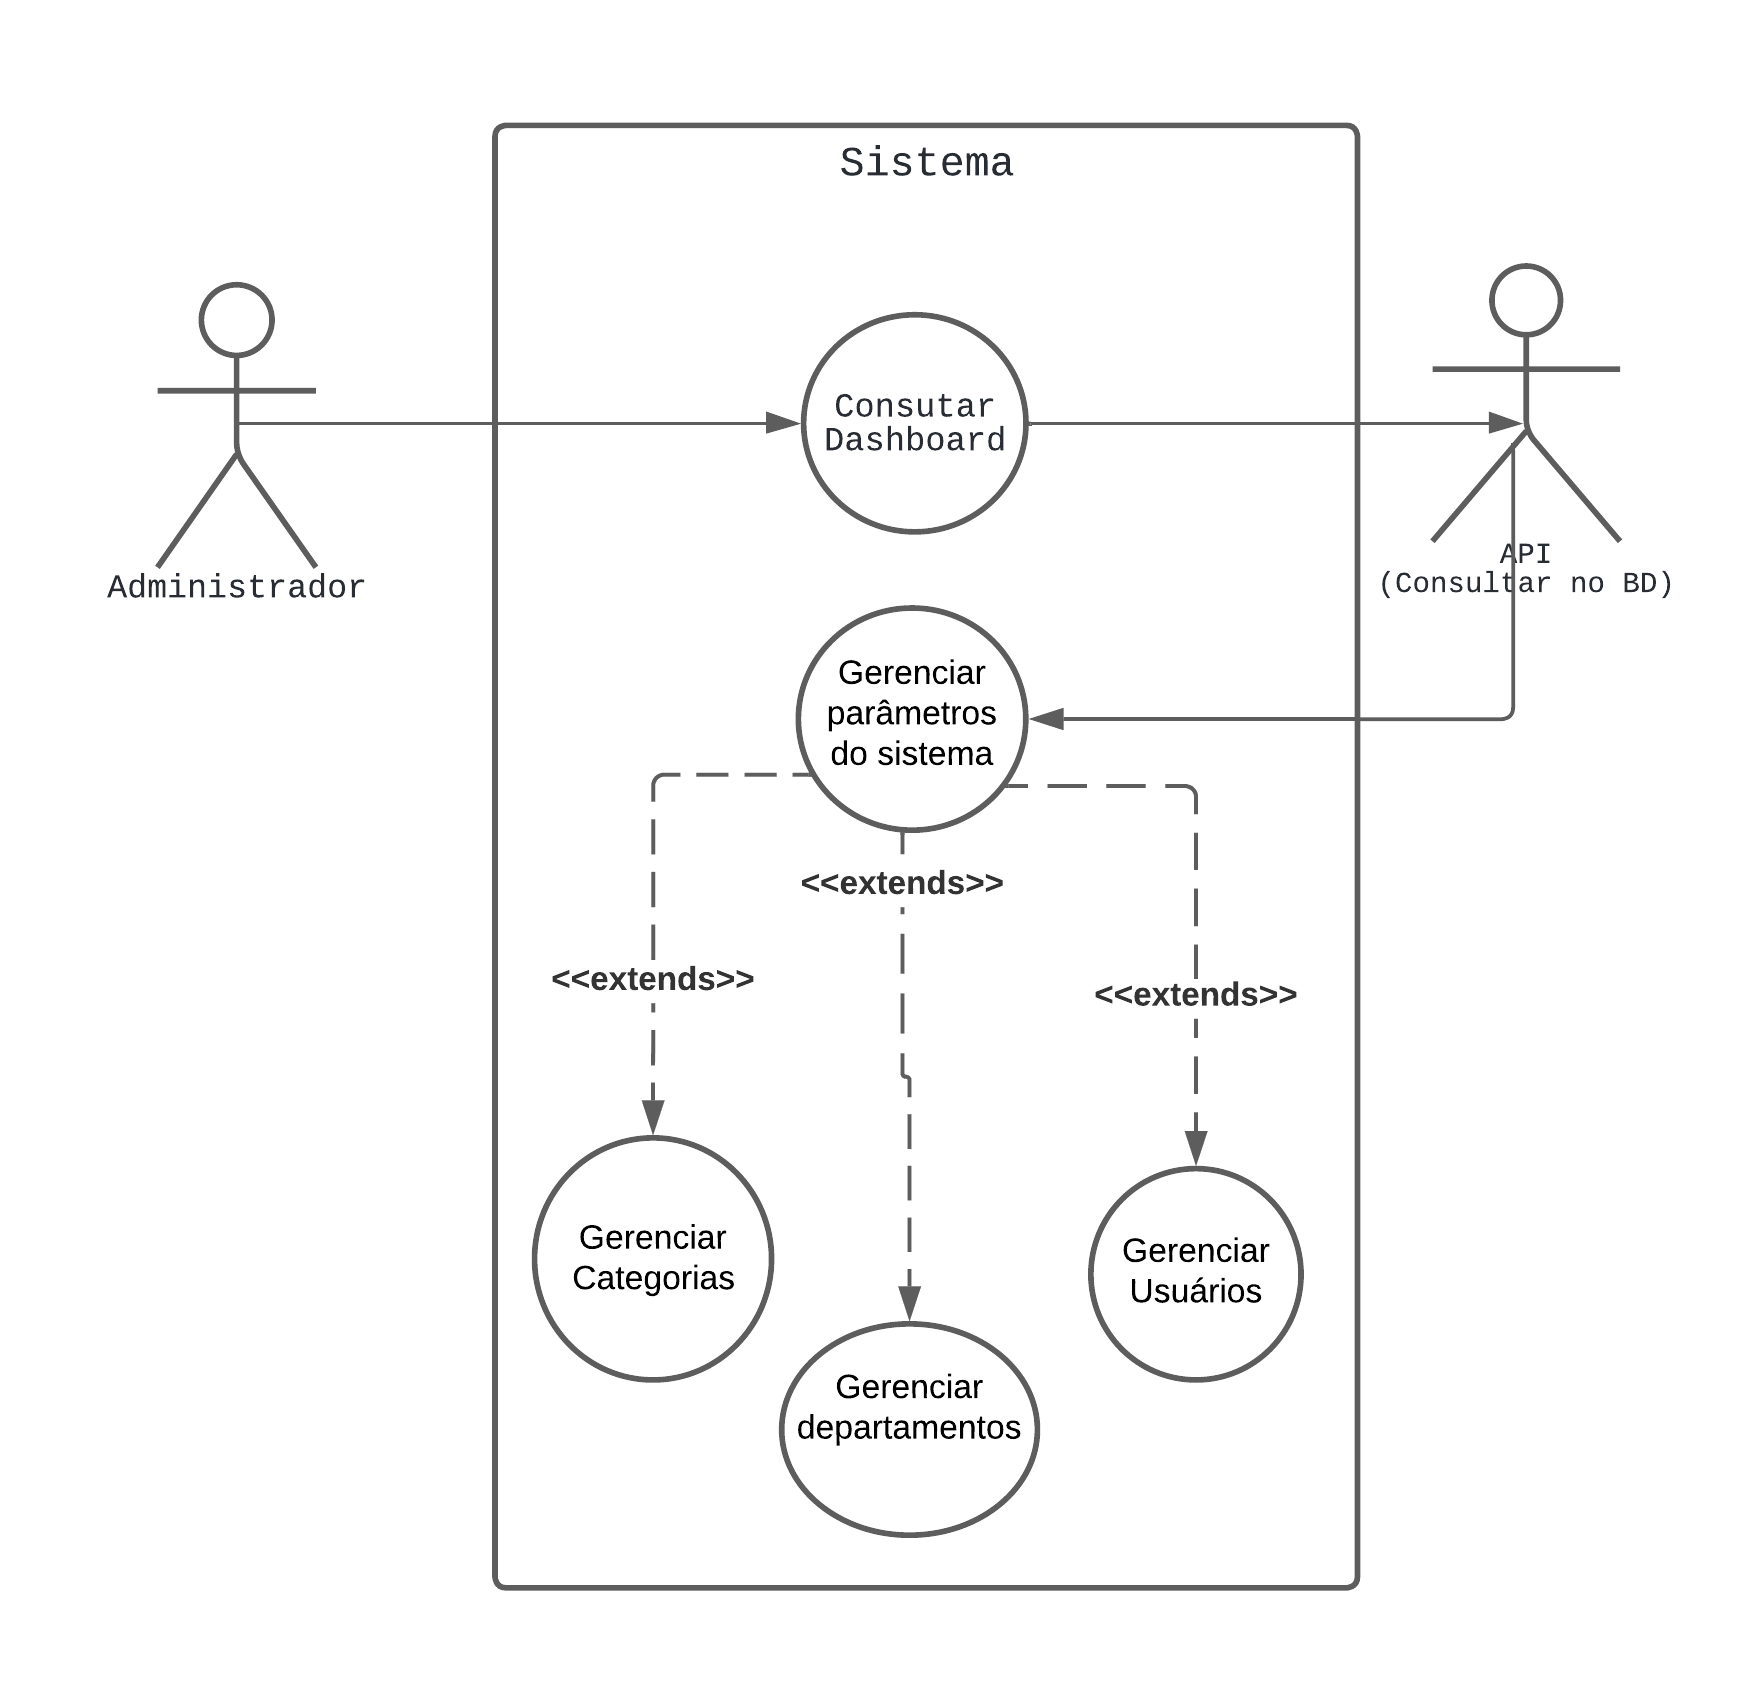 Sistema
Consutar
Dashboard
Administrador
API
(Consultar no BD)
Gerenciar
parâmetros
do sistema
<<extends>>
<<extends>>
<<extends>>
Gerenciar
Categorias
Gerenciar
Usuários
Gerenciar
departamentos